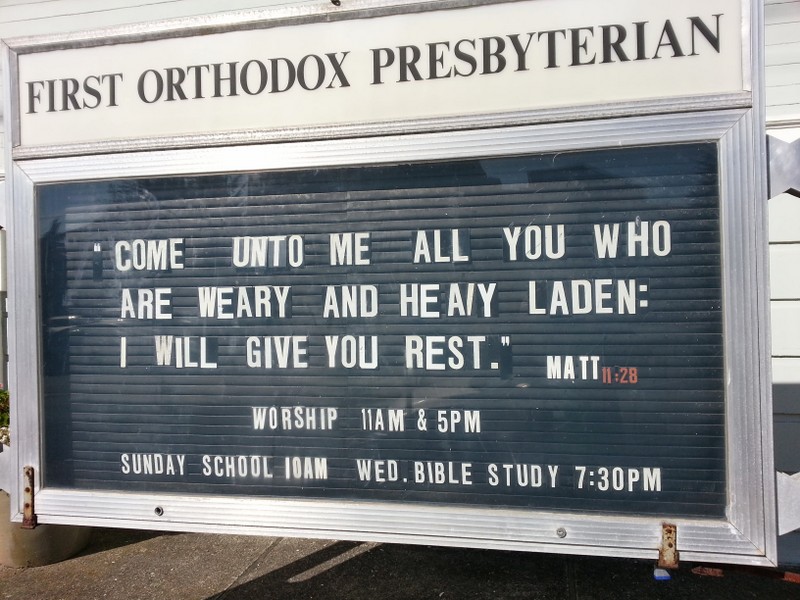 FIRST ORTHODOX PRESBYTERIAN
"COME UNTO ME ALL YOU WHO
ARE WEARY AND HEAVY LADEN:
I WILL GIVE YOU REST." MATT 11:28
WORSHIP 11AM & 5PM
SUNDAY SCHOOL 10AM WED. BIBLE STUDY 7:30PM